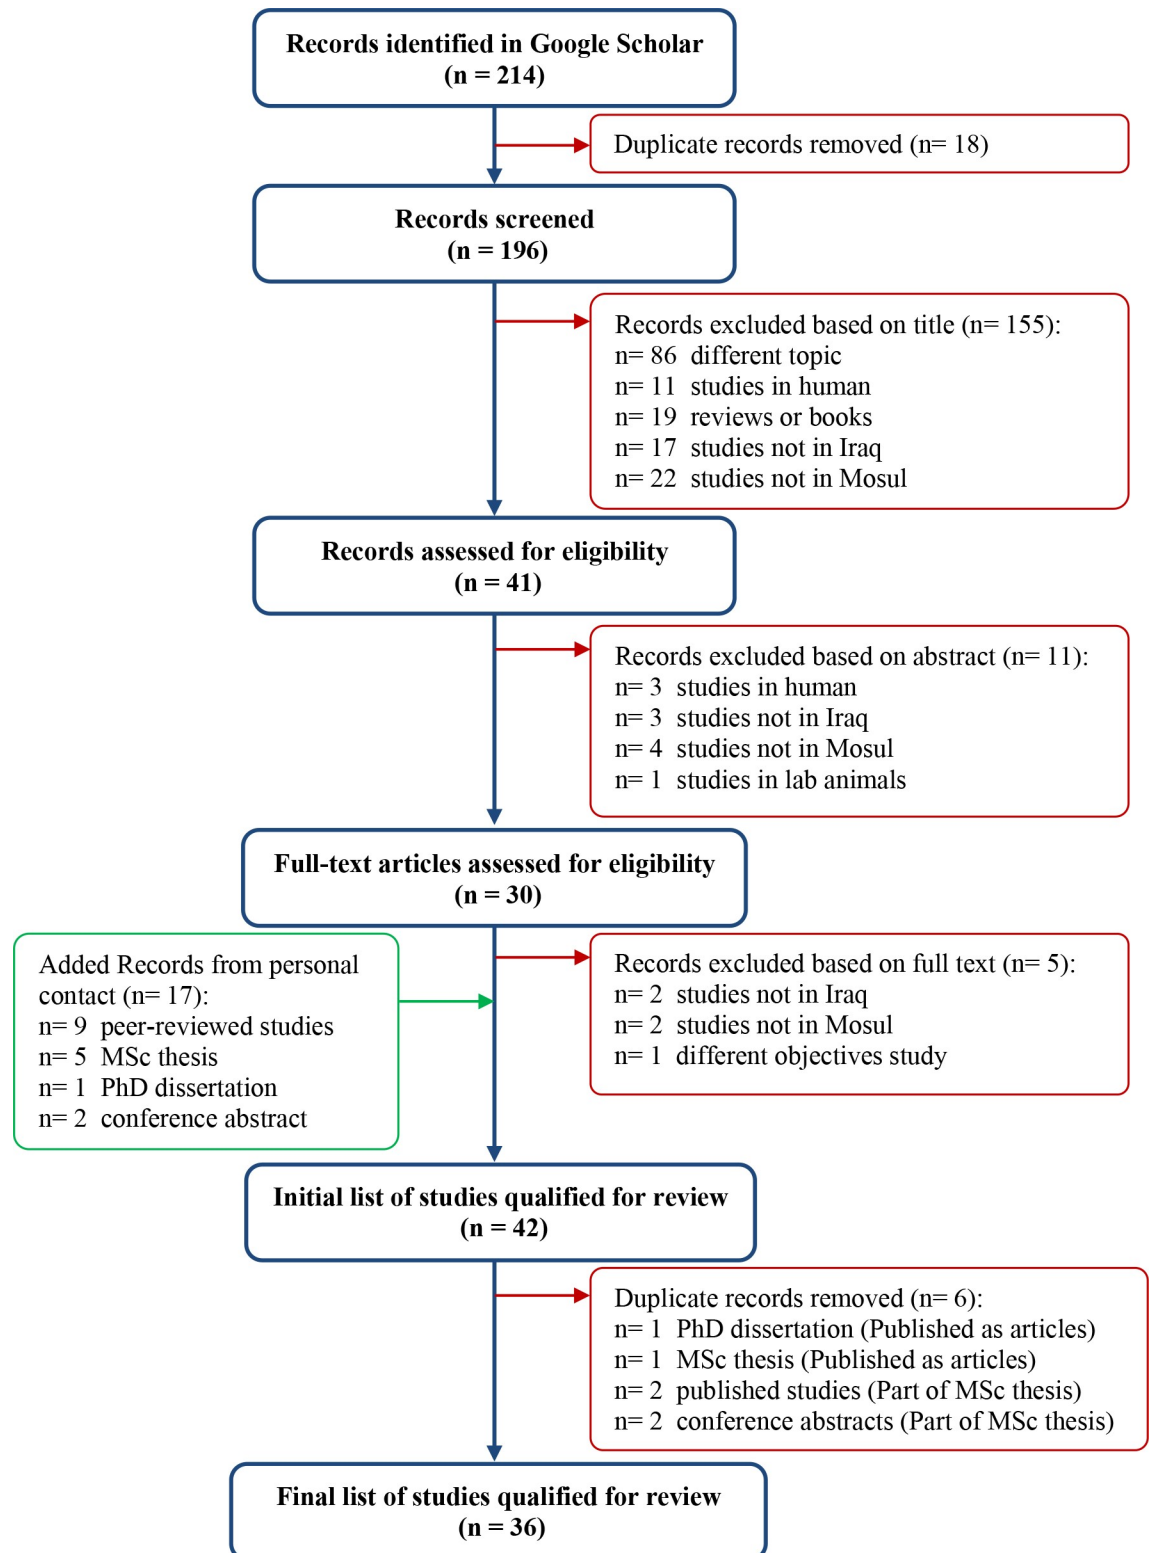 Records identified in Google Scholar
(n = 214)
Duplicate records removed (n= 18)
Records screened
(n = 196)
Records excluded based on title (n= 155):
n= 86 different topic
n= 11 studies in human
n= 19 reviews or books
n= 17 studies not in Iraq
n= 22 studies not in Mosul
Records assessed for eligibility
(n = 41)
Records excluded based on abstract (n= 11):
n= 3 studies in human
n= 3 studies not in Iraq
n= 4 studies not in Mosul
n= 1 studies in lab animals
Full-text articles assessed for eligibility
(n = 30)
Added Records from personal
contact (n= 17):
n= 9 peer-reviewed studies
n= 5 MSc thesis
n= 1 PhD dissertation
n= 2 conference abstract
Records excluded based on full text (n= 5):
n= 2 studies not in Iraq
n= 2 studies not in Mosul
n= 1 different objectives study
Initial list of studies qualified for review
(n = 42)
Duplicate records removed (n= 6):
n= 1 PhD dissertation (Published as articles)
n= 1 MSc thesis (Published as articles)
n= 2 published studies (Part of MSc thesis)
n= 2 conference abstracts (Part of MSc thesis)
Final list of studies qualified for review
(n = 36)